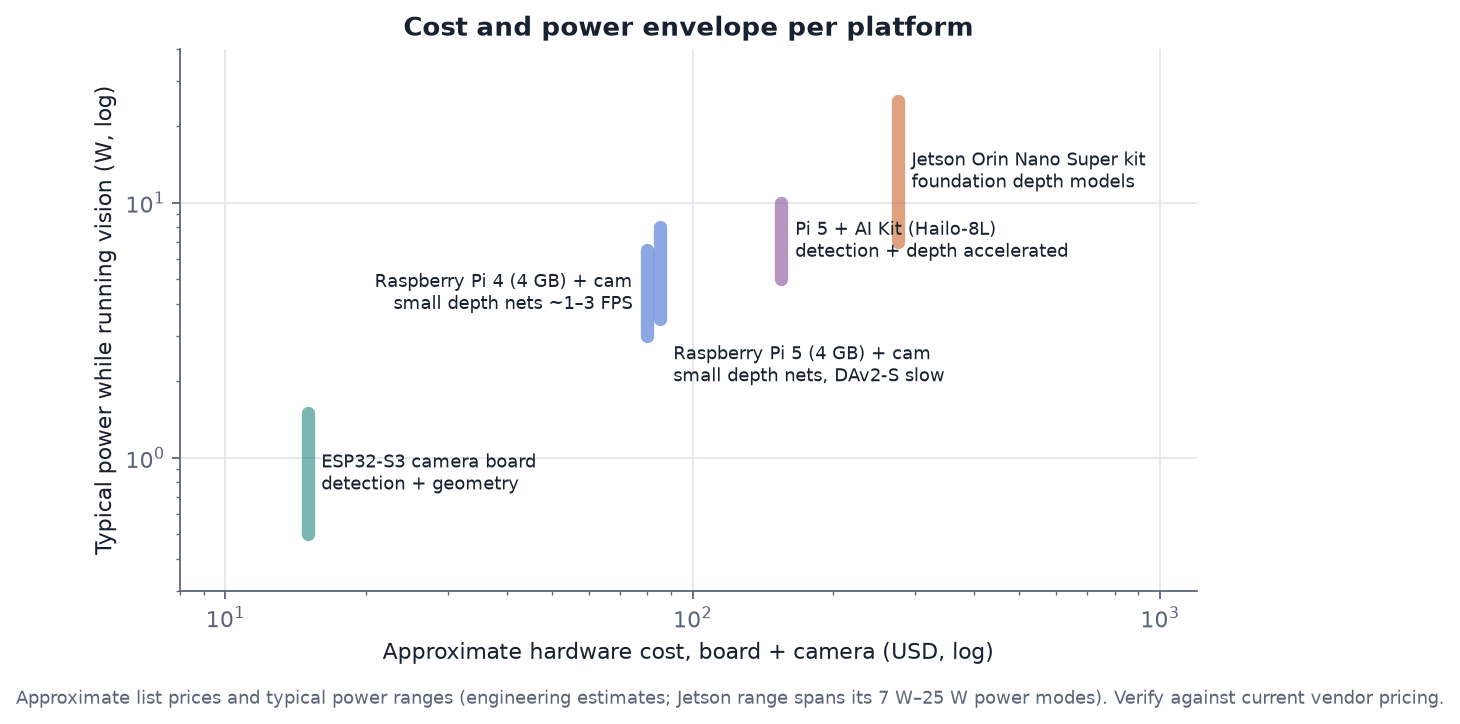 Cost and power envelope per platform
Typical power while running vision (W, log)
10¹
10⁰
Jetson Orin Nano Super kit
foundation depth models
Pi 5 + AI Kit (Hailo-8L)
detection + depth accelerated
Raspberry Pi 4 (4 GB) + cam
small depth nets ~1–3 FPS
Raspberry Pi 5 (4 GB) + cam
small depth nets, DAv2-S slow
ESP32-S3 camera board
detection + geometry
10¹ 10² 10³
Approximate hardware cost, board + camera (USD, log)
Approximate list prices and typical power ranges (engineering estimates; Jetson range spans its 7 W–25 W power modes). Verify against current vendor pricing.